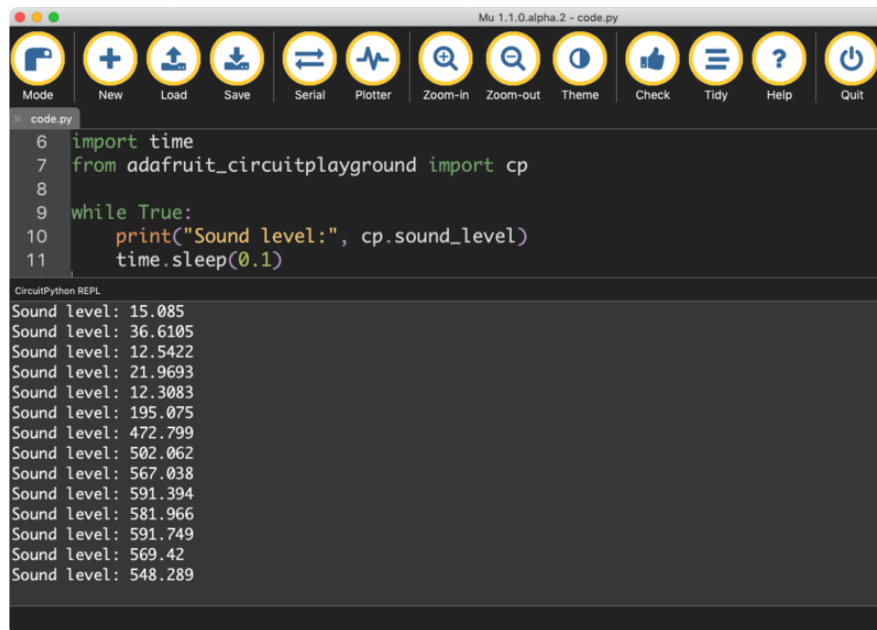 Mu 1.1.0.alpha.2 - code.py
Mode New Load Save Serial Plotter Zoom-in Zoom-out Theme Check Tidy Help Quit
code.py
6 import time
7 from adafruit_circuitplayground import cp
8
9 while True:
10     print("Sound level:", cp.sound_level)
11     time.sleep(0.1)
CircuitPython REPL
Sound level: 15.085
Sound level: 36.6105
Sound level: 12.5422
Sound level: 21.9693
Sound level: 12.3083
Sound level: 195.075
Sound level: 472.799
Sound level: 502.062
Sound level: 567.038
Sound level: 591.394
Sound level: 581.966
Sound level: 591.749
Sound level: 569.42
Sound level: 548.289